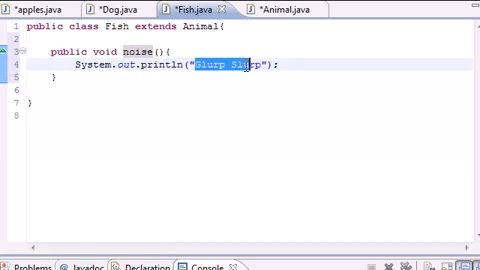 *apples.java *Dog.java *Fish.java *Animal.java
1 public class Fish extends Animal{
2
3 public void noise(){
4 System.out.println("Glurp Slurp");
5 }
6
7 }
8
Problems @ Javadoc Declaration Console